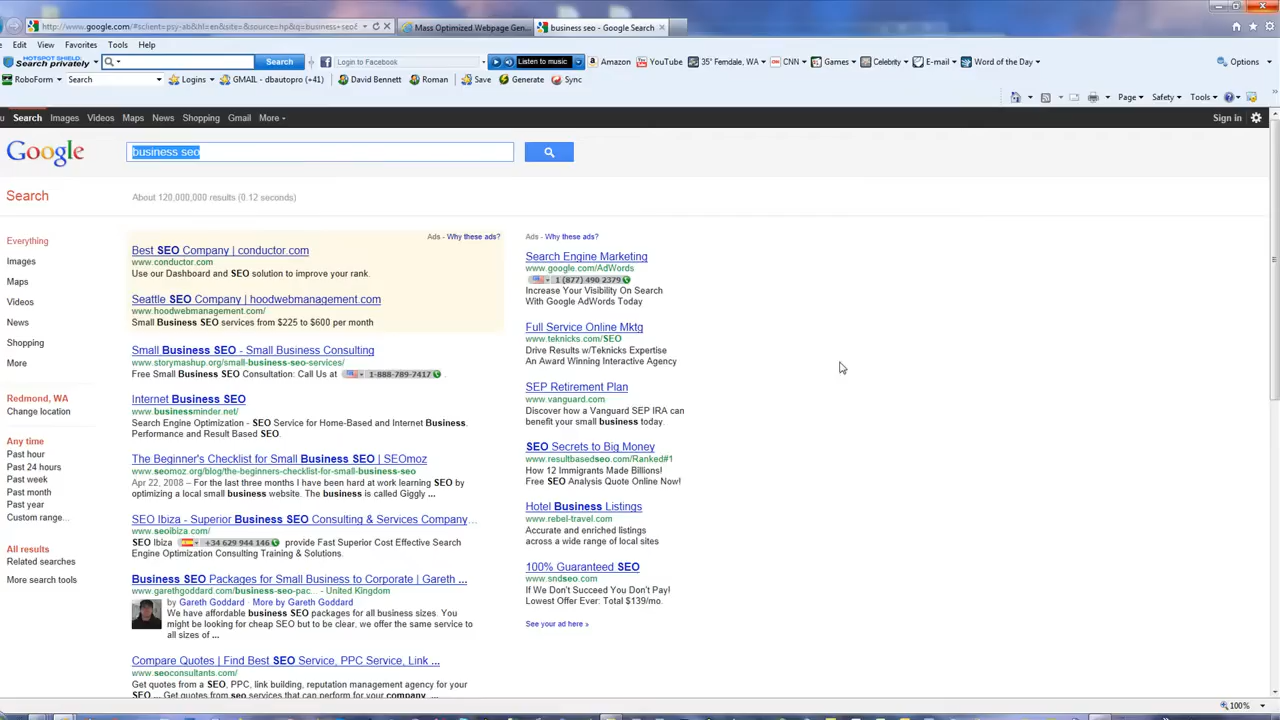 http://www.google.com/#sclient=psy-ab&hl=en&site=&source=hp&q=business+seo&
Mass Optimized Webpage Gen...
business seo - Google Search
Edit View Favorites Tools Help
HOTSPOT SHIELD:
Search privately
Search
Login to Facebook
Listen to music
Amazon
YouTube
35° Ferndale, WA
CNN
Games
Celebrity
E-mail
Word of the Day
Options
RoboForm
Search
Logins
GMAIL - dbautopro (+41)
David Bennett
Roman
Save
Generate
Sync
Page
Safety
Tools
u Search Images Videos Maps News Shopping Gmail More
Sign in
Google
business seo
Search
About 120,000,000 results (0.12 seconds)
Everything
Images
Maps
Videos
News
Shopping
More
Redmond, WA
Change location
Any time
Past hour
Past 24 hours
Past week
Past month
Past year
Custom range...
All results
Related searches
More search tools
Ads - Why these ads?
Best SEO Company | conductor.com
www.conductor.com
Use our Dashboard and SEO solution to improve your rank.
Seattle SEO Company | hoodwebmanagement.com
www.hoodwebmanagement.com/
Small Business SEO services from $225 to $600 per month
Small Business SEO - Small Business Consulting
www.storymashup.org/small-business-seo-services/
Free Small Business SEO Consultation: Call Us at 1-888-789-7417 .
Internet Business SEO
www.businessminder.net/
Search Engine Optimization - SEO Service for Home-Based and Internet Business.
Performance and Result Based SEO.
The Beginner's Checklist for Small Business SEO | SEOmoz
www.seomoz.org/blog/the-beginners-checklist-for-small-business-seo
Apr 22, 2008 – For the last three months I have been hard at work learning SEO by
optimizing a local small business website. The business is called Giggly ...
SEO Ibiza - Superior Business SEO Consulting & Services Company...
www.seoibiza.com/
SEO Ibiza +34 629 944 146 provide Fast Superior Cost Effective Search
Engine Optimization Consulting Training & Solutions.
Business SEO Packages for Small Business to Corporate | Gareth ...
www.garethgoddard.com/business-seo-pac... - United Kingdom
by Gareth Goddard - More by Gareth Goddard
We have affordable business SEO packages for all business sizes. You
might be looking for cheap SEO but to be clear, we offer the same service to
all sizes of ...
Compare Quotes | Find Best SEO Service, PPC Service, Link ...
www.seoconsultants.com/
Get quotes from a SEO, PPC, link building, reputation management agency for your
SEO ... Get quotes from seo services that can perform for your company ...
Ads - Why these ads?
Search Engine Marketing
www.google.com/AdWords
1 (877) 490 2379
Increase Your Visibility On Search
With Google AdWords Today
Full Service Online Mktg
www.teknicks.com/SEO
Drive Results w/Teknicks Expertise
An Award Winning Interactive Agency
SEP Retirement Plan
www.vanguard.com
Discover how a Vanguard SEP IRA can
benefit your small business today.
SEO Secrets to Big Money
www.resultbasedseo.com/Ranked#1
How 12 Immigrants Made Billions!
Free SEO Analysis Quote Online Now!
Hotel Business Listings
www.rebel-travel.com
Accurate and enriched listings
across a wide range of local sites
100% Guaranteed SEO
www.sndseo.com
If We Don't Succeed You Don't Pay!
Lowest Offer Ever: Total $139/mo.
See your ad here »
100%